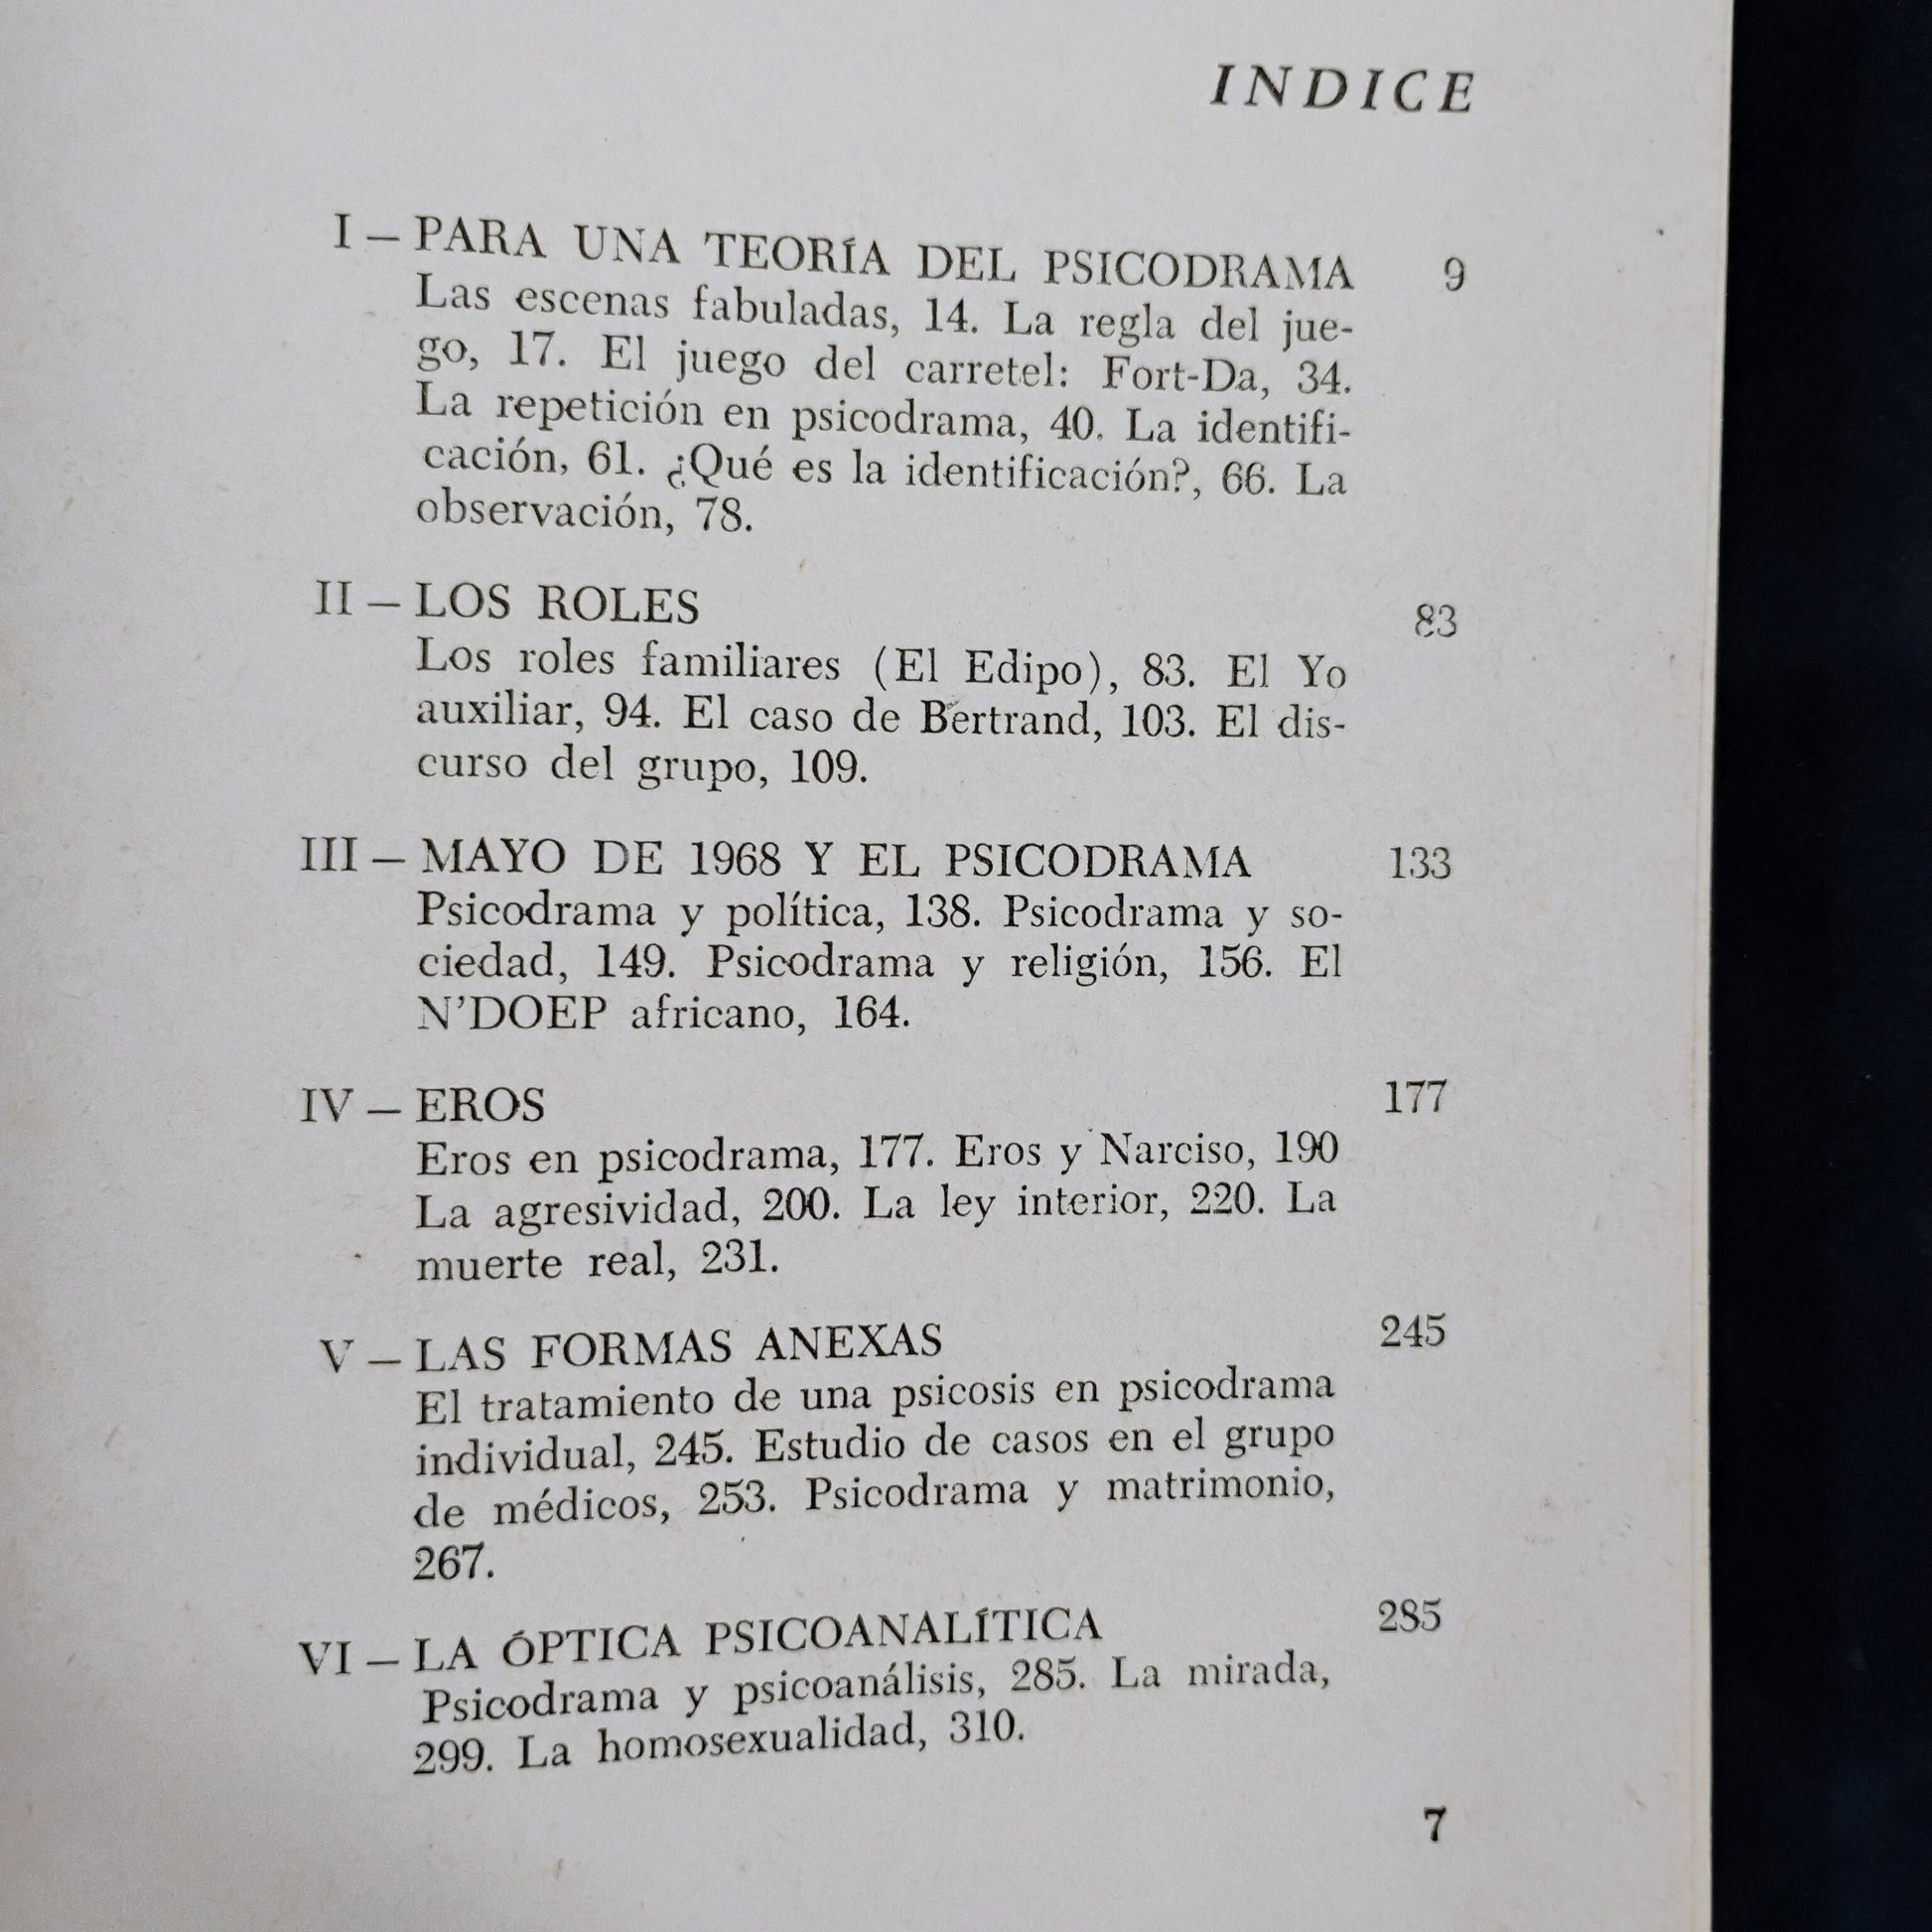 INDICE
I – PARA UNA TEORÍA DEL PSICODRAMA 9
Las escenas fabuladas, 14. La regla del jue-
go, 17. El juego del carretel: Fort-Da, 34.
La repetición en psicodrama, 40. La identifi-
cación, 61. ¿Qué es la identificación?, 66. La
observación, 78.
II – LOS ROLES 83
Los roles familiares (El Edipo), 83. El Yo
auxiliar, 94. El caso de Bertrand, 103. El dis-
curso del grupo, 109.
III – MAYO DE 1968 Y EL PSICODRAMA 133
Psicodrama y política, 138. Psicodrama y so-
ciedad, 149. Psicodrama y religión, 156. El
N’DOEP africano, 164.
IV – EROS 177
Eros en psicodrama, 177. Eros y Narciso, 190
La agresividad, 200. La ley interior, 220. La
muerte real, 231.
V – LAS FORMAS ANEXAS 245
El tratamiento de una psicosis en psicodrama
individual, 245. Estudio de casos en el grupo
de médicos, 253. Psicodrama y matrimonio,
267.
VI – LA ÓPTICA PSICOANALÍTICA 285
Psicodrama y psicoanálisis, 285. La mirada,
299. La homosexualidad, 310.
7